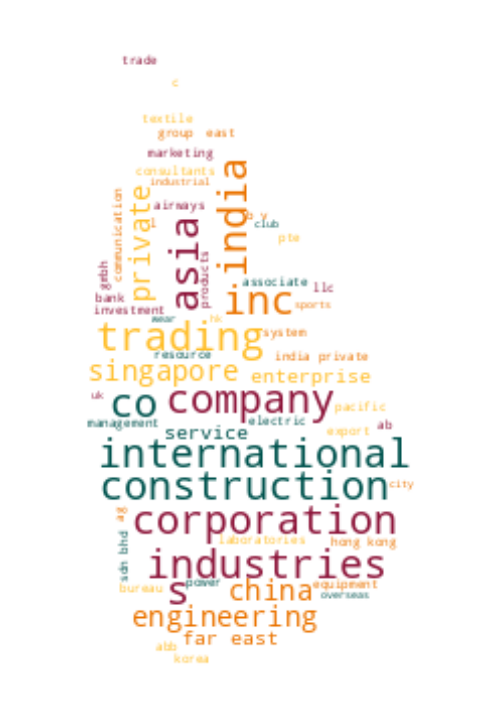 trade
c
textile
group east
marketing
consultants
industrial
communication
private
airways
l
asia
products
india
b v
club
pte
gmbh
bank
investment
associate
llc
inc
sports
wear
hk
trading
system
resource
india private
singapore
enterprise
uk
co
company
pacific
management
service
electric
export
ab
international
construction
city
ag
corporation
sdn bhd
laboratories
hong kong
industries
s
power
bureau
china
equipment
overseas
engineering
far east
abb
korea